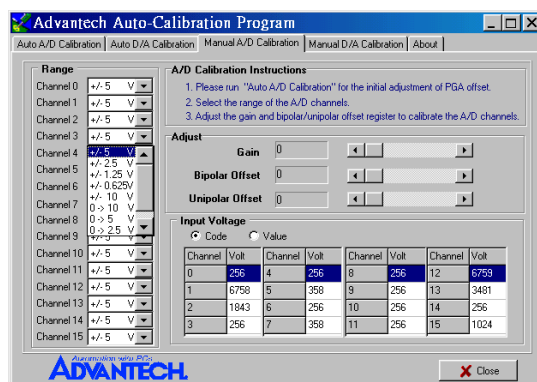 Advantech Auto-Calibration Program
Auto A/D Calibration Auto D/A Calibration Manual A/D Calibration Manual D/A Calibration About
Range
Channel 0 +/- 5 V
Channel 1 +/- 5 V
Channel 2 +/- 5 V
Channel 3 +/- 5 V
Channel 4 +/- 5 V
+/- 2.5 V
Channel 5 +/- 1.25 V
Channel 6 +/- 0.625V
+/- 10 V
Channel 7 0 -> 10 V
Channel 8 0 -> 5 V
0 -> 2.5 V
Channel 9 +/- 5 V
Channel 10 +/- 5 V
Channel 11 +/- 5 V
Channel 12 +/- 5 V
Channel 13 +/- 5 V
Channel 14 +/- 5 V
Channel 15 +/- 5 V
A/D Calibration Instructions
1. Please run "Auto A/D Calibration" for the initial adjustment of PGA offset.
2. Select the range of the A/D channels.
3. Adjust the gain and bipolar/unipolar offset register to calibrate the A/D channels.
Adjust
Gain 0
Bipolar Offset 0
Unipolar Offset 0
Input Voltage
Code Value
Channel Volt Channel Volt Channel Volt Channel Volt
0 256 4 256 8 256 12 6759
1 6758 5 358 9 256 13 3481
2 1843 6 256 10 256 14 256
3 256 7 358 11 256 15 1024
Automation with PCs
ADVANTECH.
Close